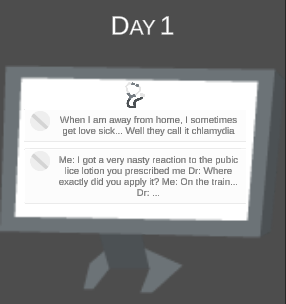 DAY 1
When I am away from home, I sometimes
get love sick... Well they call it chlamydia
Me: I got a very nasty reaction to the pubic
lice lotion you prescribed me Dr: Where
exactly did you apply it? Me: On the train...
Dr: ...